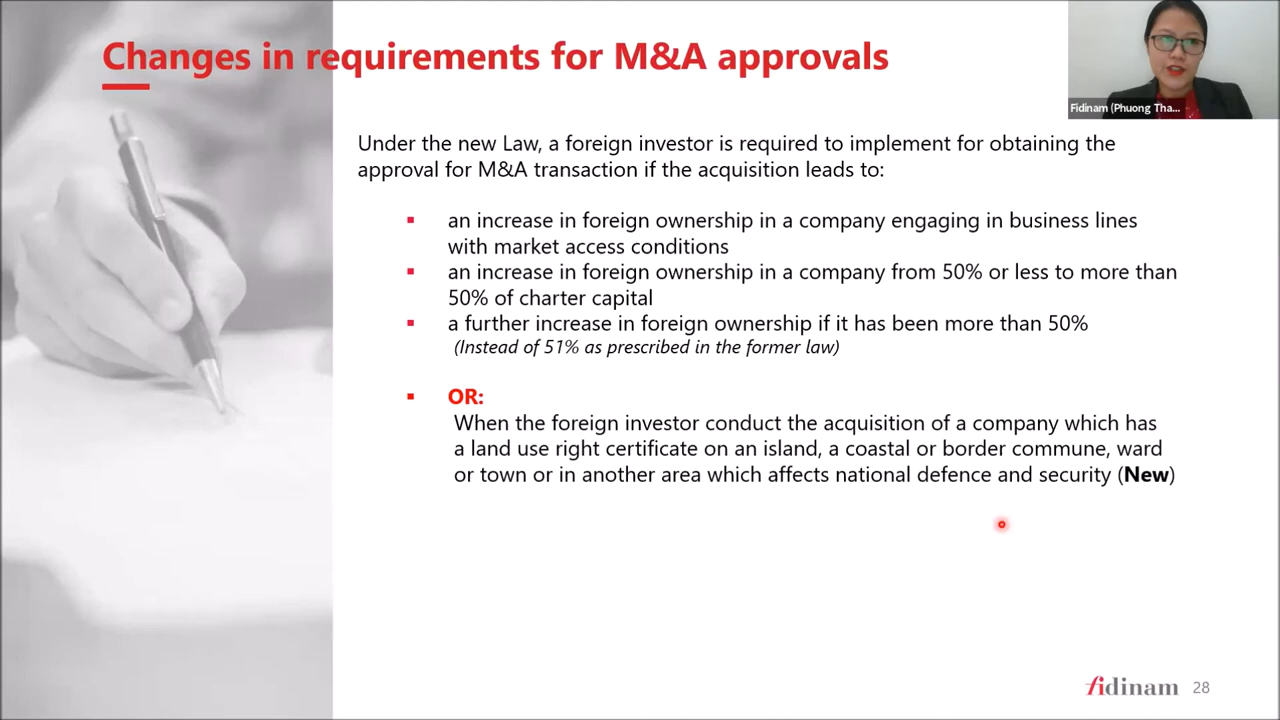 Changes in requirements for M&A approvals
Fidinam (Phuong Tha...
Under the new Law, a foreign investor is required to implement for obtaining the
approval for M&A transaction if the acquisition leads to:
an increase in foreign ownership in a company engaging in business lines
with market access conditions
an increase in foreign ownership in a company from 50% or less to more than
50% of charter capital
a further increase in foreign ownership if it has been more than 50%
(Instead of 51% as prescribed in the former law)
OR:
When the foreign investor conduct the acquisition of a company which has
a land use right certificate on an island, a coastal or border commune, ward
or town or in another area which affects national defence and security (New)
fidinam 28